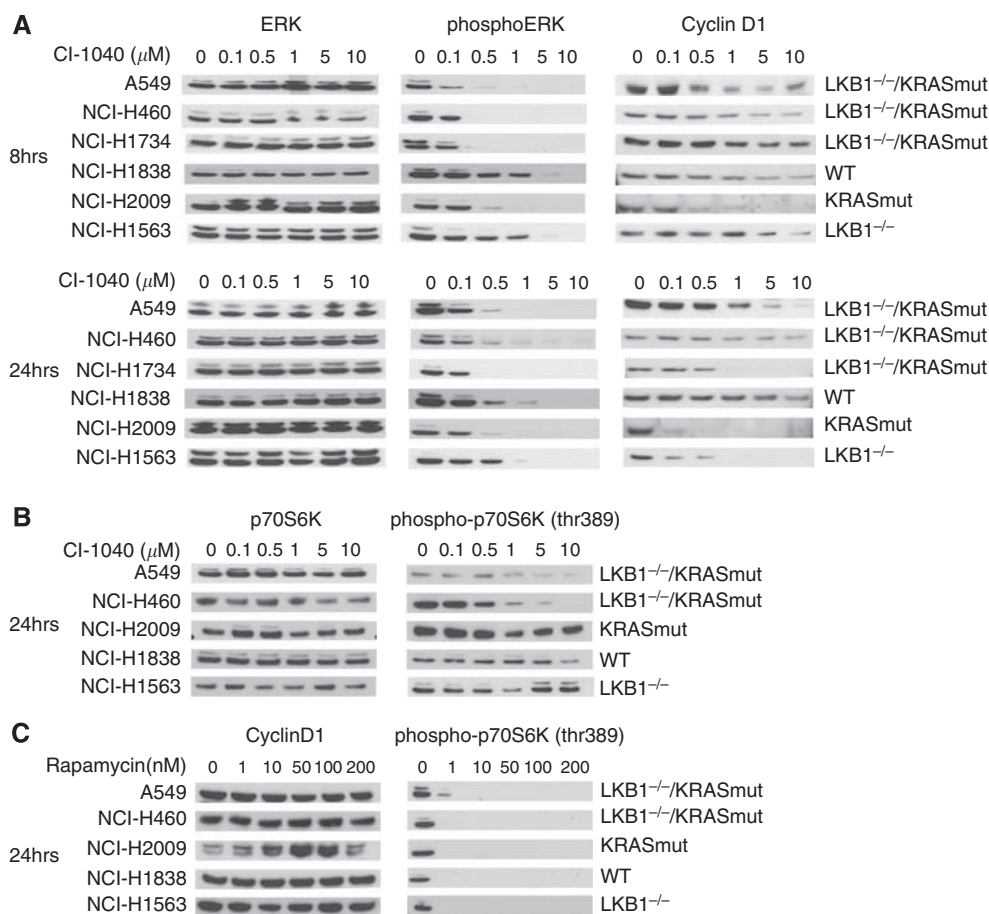 A
ERK phosphoERK Cyclin D1
CI-1040 (μM) 0 0.1 0.5 1 5 10 0 0.1 0.5 1 5 10 0 0.1 0.5 1 5 10
8hrs
A549 LKB1–/–/KRASmut
NCI-H460 LKB1–/–/KRASmut
NCI-H1734 LKB1–/–/KRASmut
NCI-H1838 WT
NCI-H2009 KRASmut
NCI-H1563 LKB1–/–
CI-1040 (μM) 0 0.1 0.5 1 5 10 0 0.1 0.5 1 5 10 0 0.1 0.5 1 5 10
24hrs
A549 LKB1–/–/KRASmut
NCI-H460 LKB1–/–/KRASmut
NCI-H1734 LKB1–/–/KRASmut
NCI-H1838 WT
NCI-H2009 KRASmut
NCI-H1563 LKB1–/–
B
p70S6K phospho-p70S6K (thr389)
CI-1040 (μM) 0 0.1 0.5 1 5 10 0 0.1 0.5 1 5 10
24hrs
A549 LKB1–/–/KRASmut
NCI-H460 LKB1–/–/KRASmut
NCI-H2009 KRASmut
NCI-H1838 WT
NCI-H1563 LKB1–/–
C
CyclinD1 phospho-p70S6K (thr389)
Rapamycin(nM) 0 1 10 50 100 200 0 1 10 50 100 200
24hrs
A549 LKB1–/–/KRASmut
NCI-H460 LKB1–/–/KRASmut
NCI-H2009 KRASmut
NCI-H1838 WT
NCI-H1563 LKB1–/–